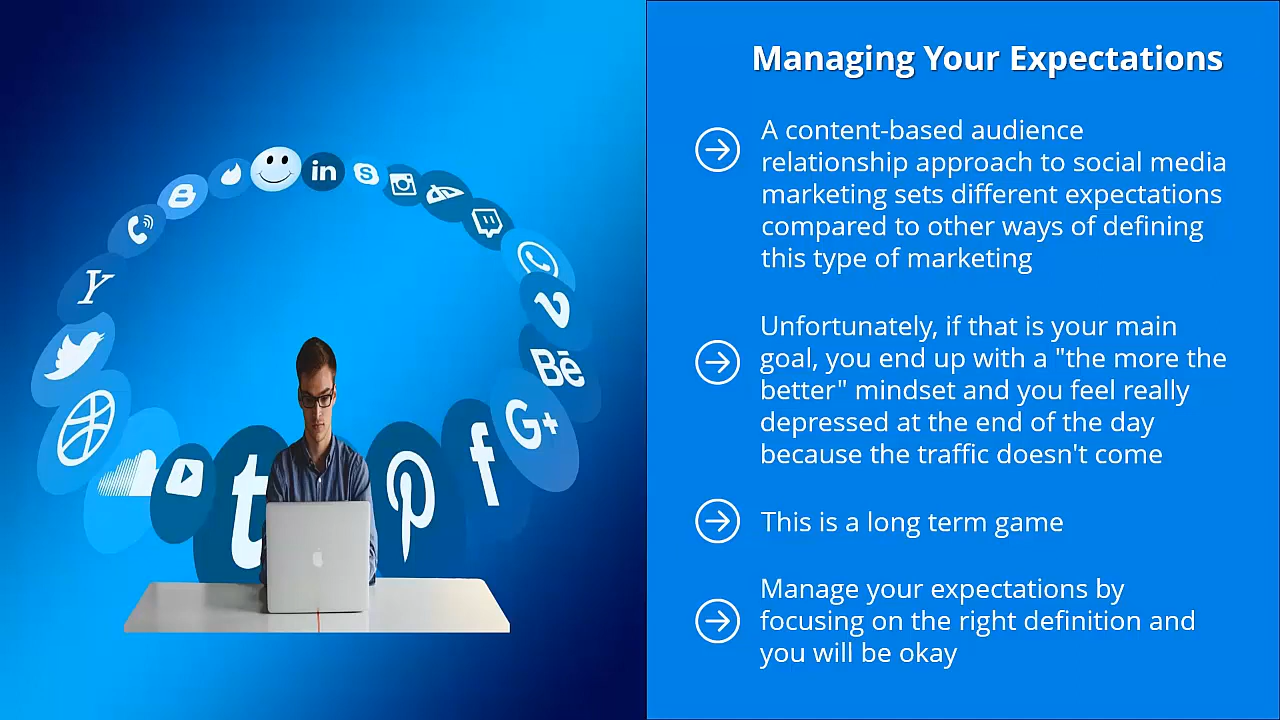 Managing Your Expectations
A content-based audience
relationship approach to social media
marketing sets different expectations
compared to other ways of defining
this type of marketing
Unfortunately, if that is your main
goal, you end up with a "the more the
better" mindset and you feel really
depressed at the end of the day
because the traffic doesn't come
This is a long term game
Manage your expectations by
focusing on the right definition and
you will be okay
in
Y
Bē
G+
t
f